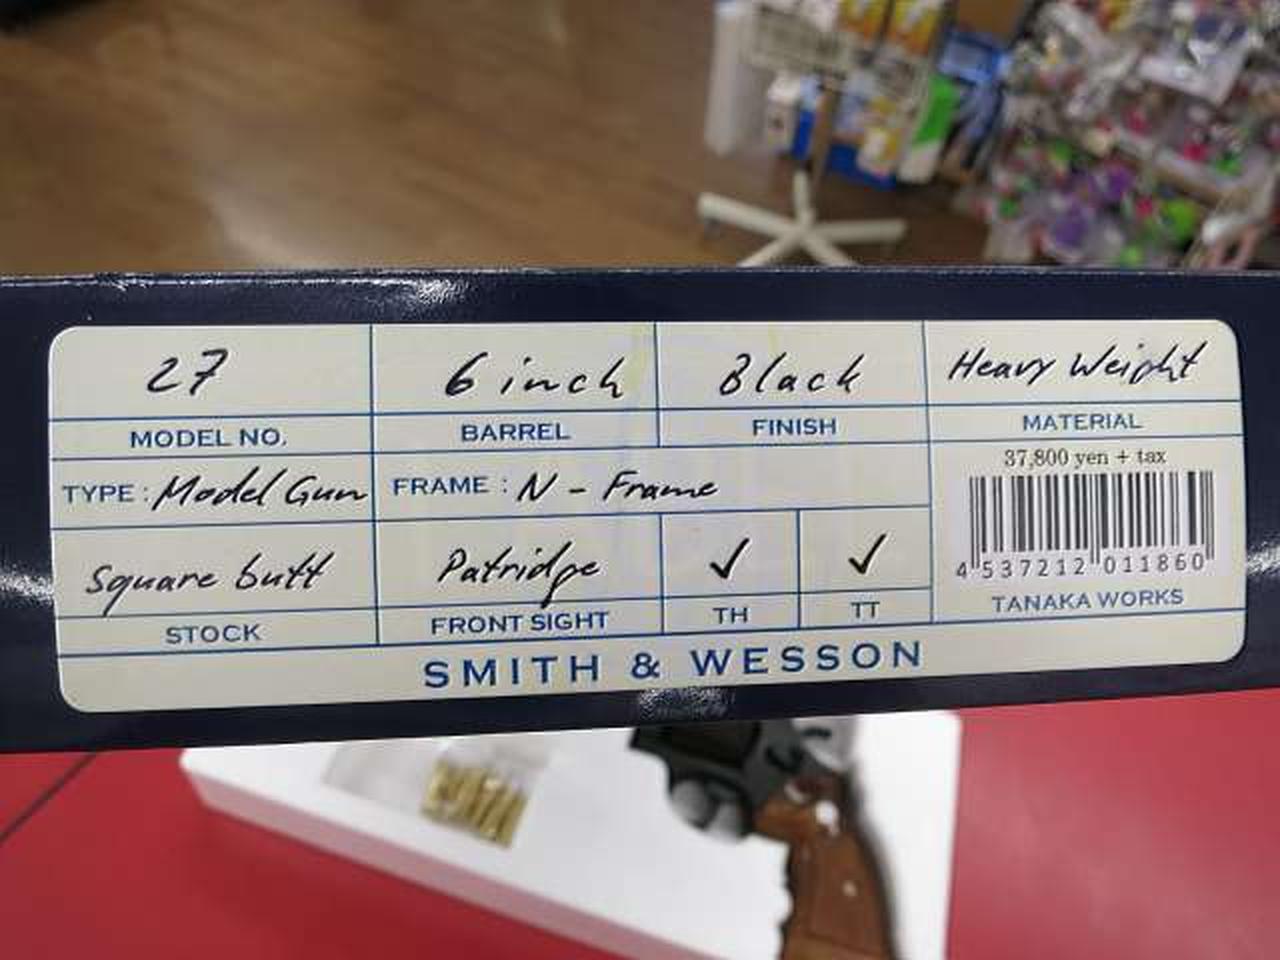 27 6 inch Black Heavy Weight
MODEL NO. BARREL FINISH MATERIAL
TYPE : Model Gun FRAME : N - Frame
37,800 yen + tax
4 537212 011860
Square butt Patridge ✓ ✓
STOCK FRONT SIGHT TH TT
TANAKA WORKS
SMITH & WESSON